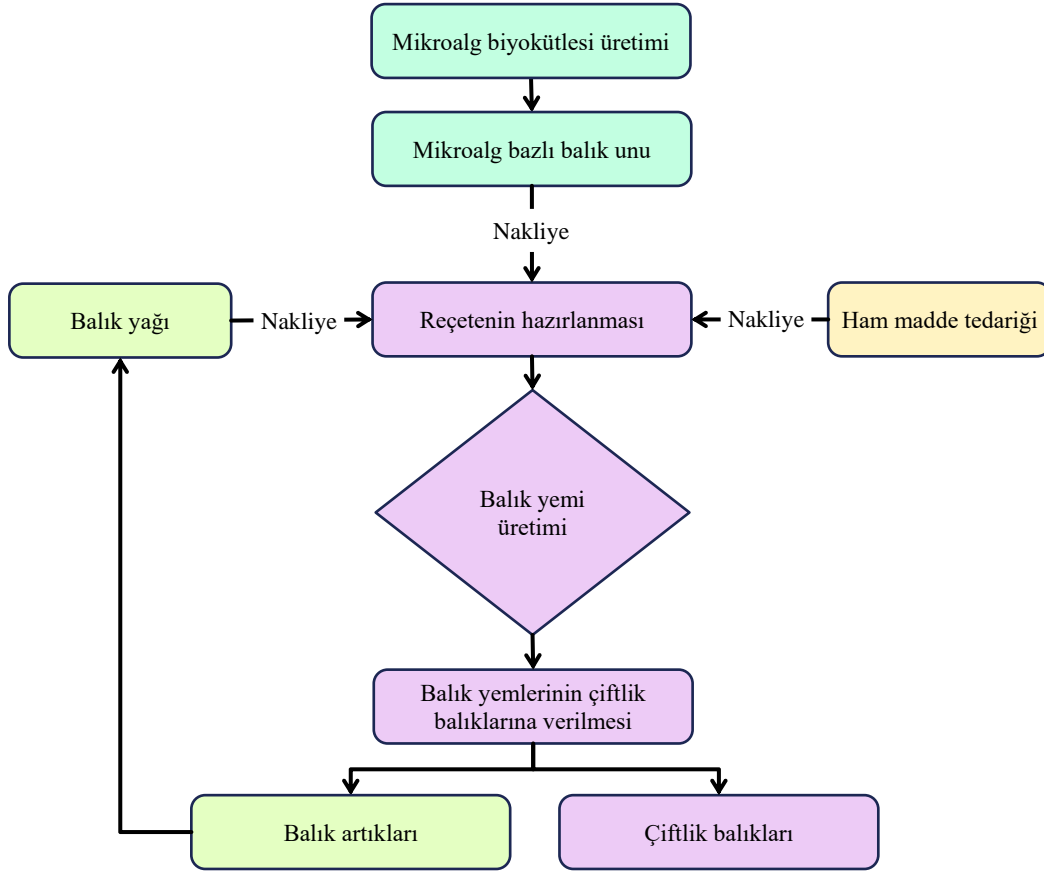 Mikroalg biyokütlesi üretimi
Mikroalg bazlı balık unu
Nakliye
Balık yağı
Nakliye
Reçetenin hazırlanması
Nakliye
Ham madde tedariği
Balık yemi
üretimi
Balık yemlerinin çiftlik
balıklarına verilmesi
Balık artıkları
Çiftlik balıkları